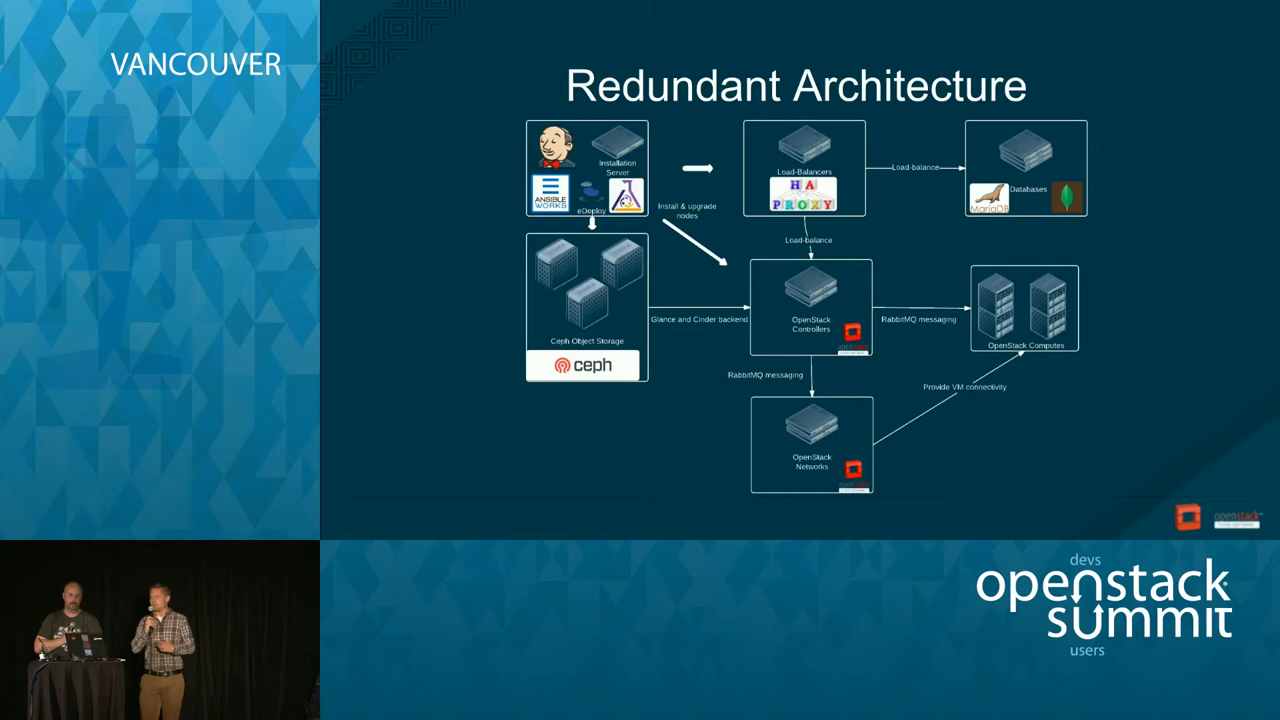 VANCOUVER
Redundant Architecture
Installation
Server
ANSIBLE
WORKS
eDeploy
Install & upgrade
nodes
Load-Balancers
HA
PROXY
Load-balance
Databases
MariaDB
Load-balance
Ceph Object Storage
ceph
Glance and Cinder backend
OpenStack
Controllers
RabbitMQ messaging
OpenStack Computes
RabbitMQ messaging
Provide VM connectivity
OpenStack
Networks
openstack
devs
openstack
summit
users